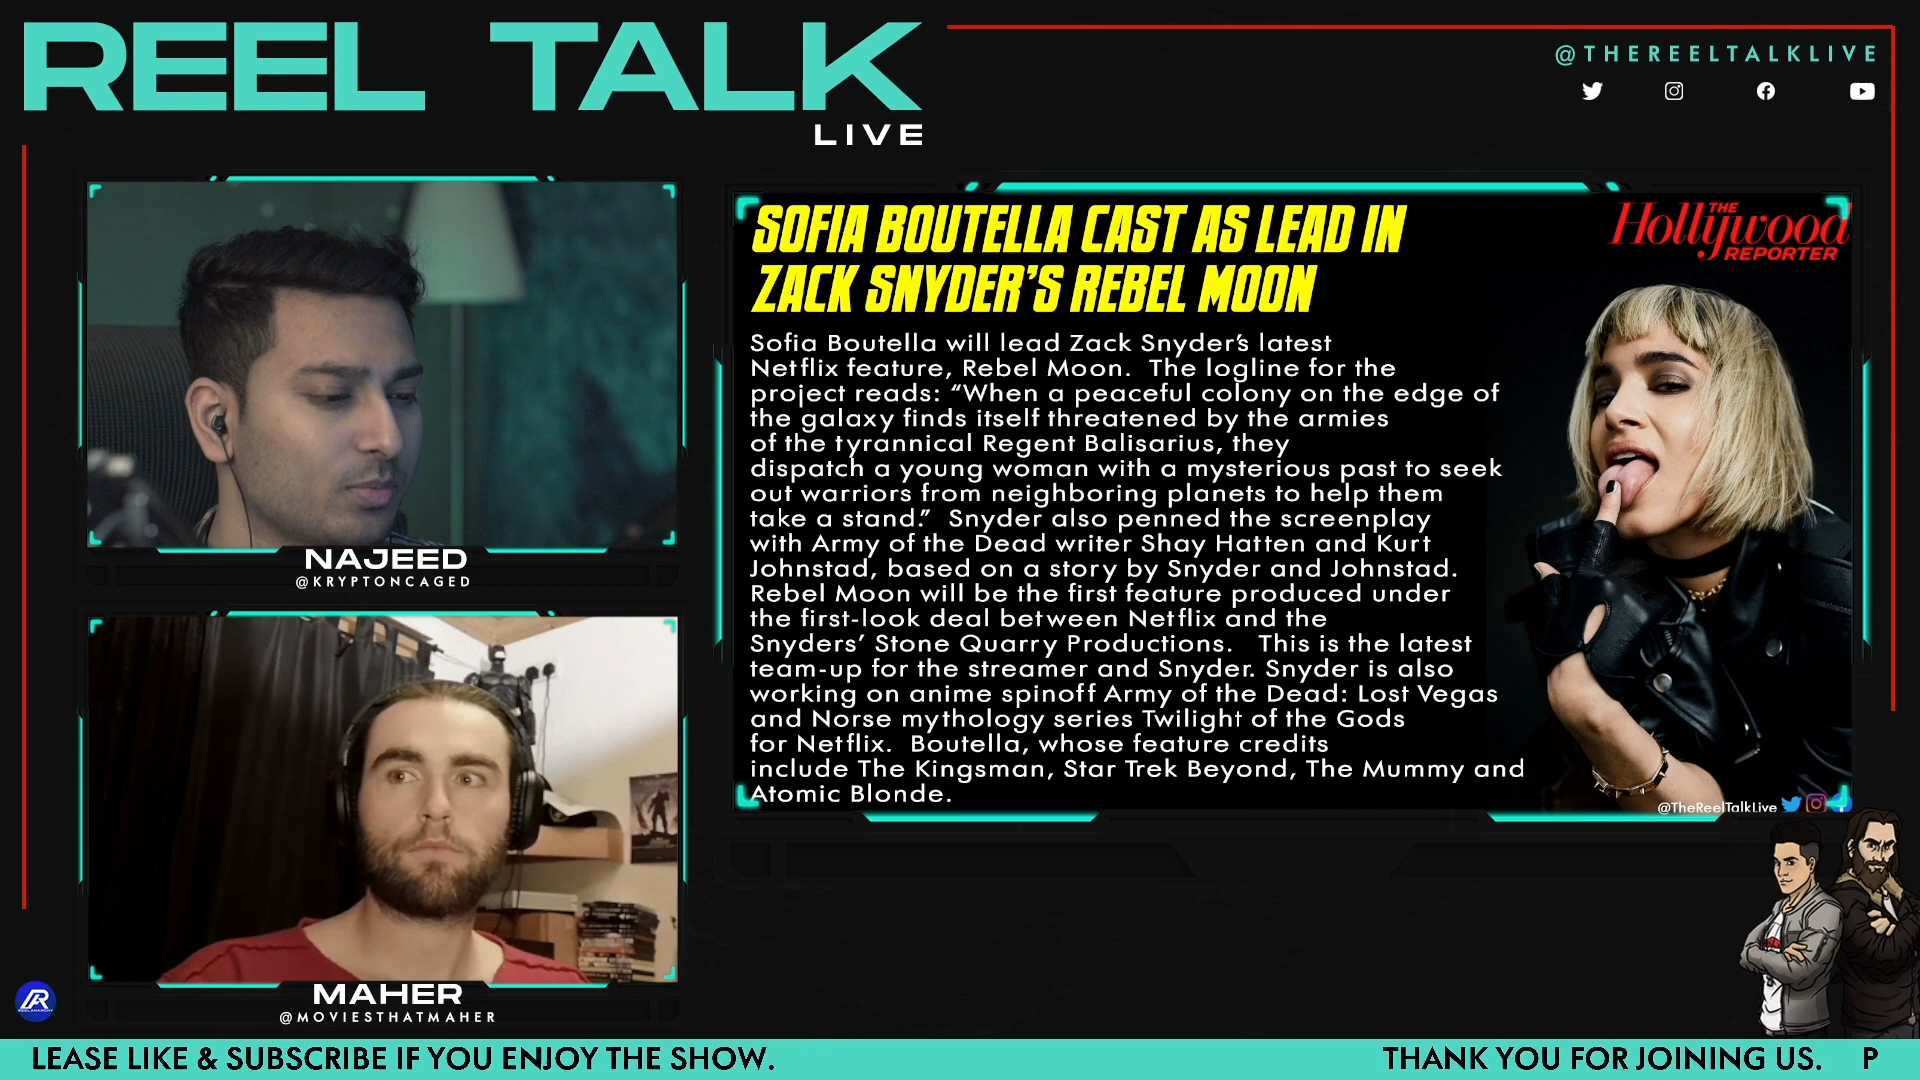 REEL TALK
LIVE
@THEREELTALKLIVE
SOFIA BOUTELLA CAST AS LEAD IN
ZACK SNYDER’S REBEL MOON
THE
Hollywood
REPORTER
Sofia Boutella will lead Zack Snyder’s latest
Netflix feature, Rebel Moon.  The logline for the
project reads: “When a peaceful colony on the edge of
the galaxy finds itself threatened by the armies
of the tyrannical Regent Balisarius, they
dispatch a young woman with a mysterious past to seek
out warriors from neighboring planets to help them
take a stand.”  Snyder also penned the screenplay
with Army of the Dead writer Shay Hatten and Kurt
Johnstad, based on a story by Snyder and Johnstad.
Rebel Moon will be the first feature produced under
the first-look deal between Netflix and the
Snyders’ Stone Quarry Productions.   This is the latest
team-up for the streamer and Snyder. Snyder is also
working on anime spinoff Army of the Dead: Lost Vegas
and Norse mythology series Twilight of the Gods
for Netflix.  Boutella, whose feature credits
include The Kingsman, Star Trek Beyond, The Mummy and
Atomic Blonde.
@TheReelTalkLive
NAJEED
@KRYPTONCAGED
MAHER
@MOVIESTHATMAHER
LEASE LIKE & SUBSCRIBE IF YOU ENJOY THE SHOW.
THANK YOU FOR JOINING US.
P